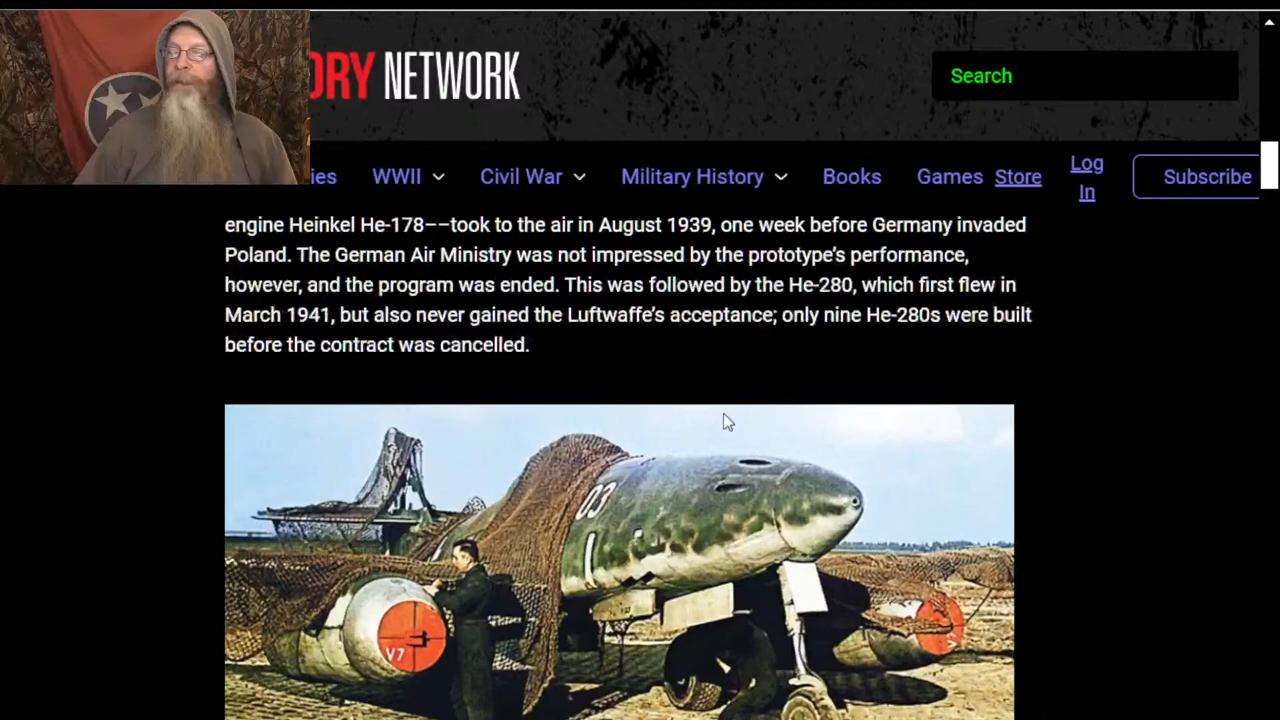 ORY NETWORK
Search
ies WWII Civil War Military History Books Games Store Log In Subscribe
engine Heinkel He-178––took to the air in August 1939, one week before Germany invaded
Poland. The German Air Ministry was not impressed by the prototype’s performance,
however, and the program was ended. This was followed by the He-280, which first flew in
March 1941, but also never gained the Luftwaffe’s acceptance; only nine He-280s were built
before the contract was cancelled.
03
V7